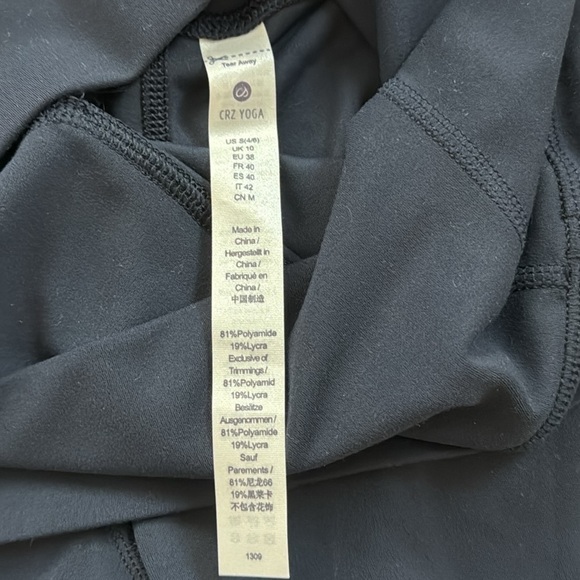 Tear Away
CRZ YOGA
US S(4/6)
UK 10
EU 38
FR 40
ES 40
IT 42
CN M
Made in
China /
Hergestellt in
China /
Fabriqué en
China /
中国制造
81%Polyamide
19%Lycra
Exclusive of
Trimmings /
81%Polyamid
19%Lycra
Besätze
Ausgenommen /
81%Polyamide
19%Lycra
Sauf
Parements /
81%尼龙66
19%黑莱卡
不包含花饰
1309